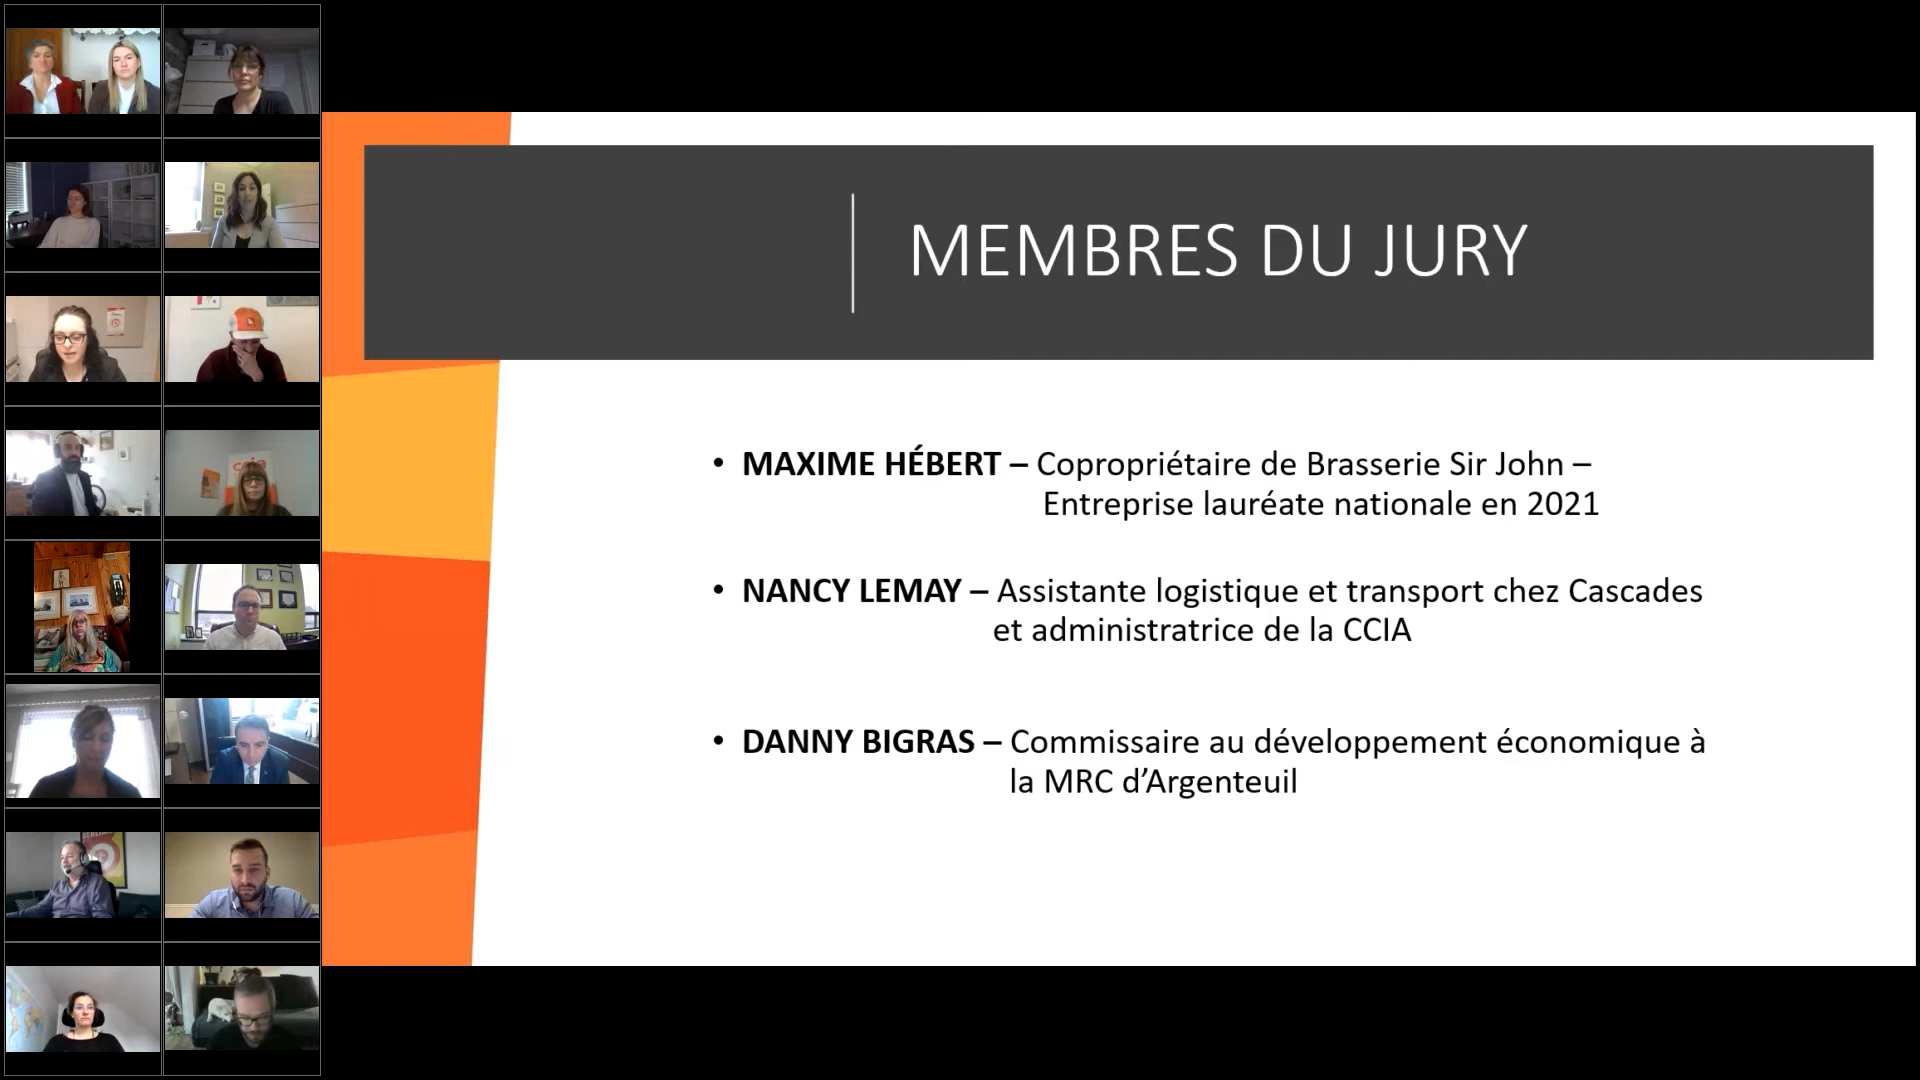 MEMBRES DU JURY
• MAXIME HÉBERT – Copropriétaire de Brasserie Sir John –
Entreprise lauréate nationale en 2021
• NANCY LEMAY – Assistante logistique et transport chez Cascades
et administratrice de la CCIA
• DANNY BIGRAS – Commissaire au développement économique à
la MRC d’Argenteuil